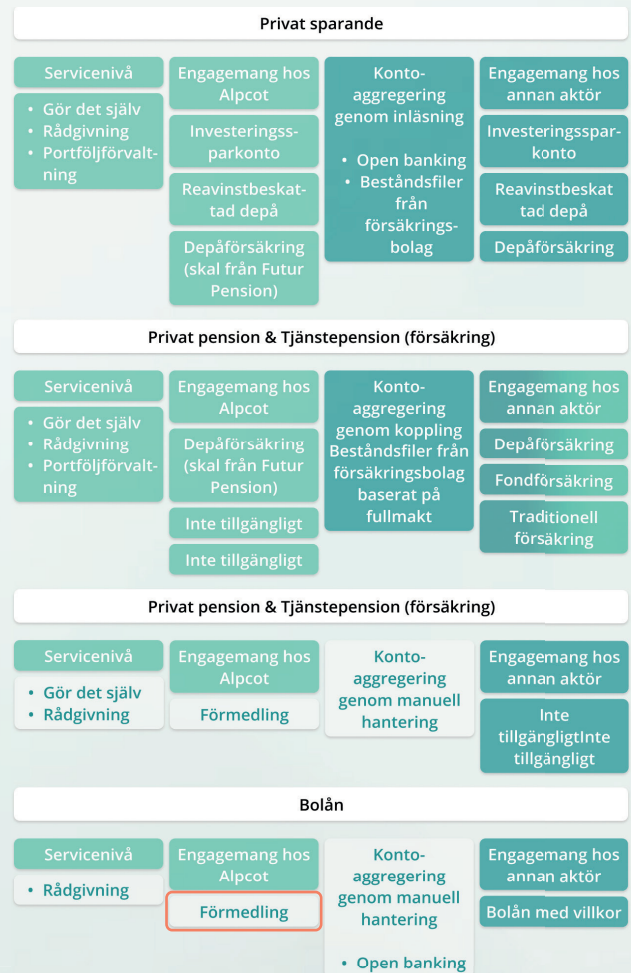 Privat sparande
Servicenivå
• Gör det själv
• Rådgivning
• Portföljförvalt-
ning
Engagemang hos
Alpcot
Investeringss-
parkonto
Reavinstbeskat-
tad depå
Depåförsäkring
(skal från Futur
Pension)
Konto-
aggregering
genom inläsning
• Open banking
• Beståndsfiler
från
försäkrings-
bolag
Engagemang hos
annan aktör
Investeringsspar-
konto
Reavinstbeskat
tad depå
Depåförsäkring
Privat pension & Tjänstepension (försäkring)
Servicenivå
• Gör det själv
• Rådgivning
• Portföljförvalt-
ning
Engagemang hos
Alpcot
Depåförsäkring
(skal från Futur
Pension)
Inte tillgängligt
Inte tillgängligt
Konto-
aggregering
genom koppling
Beståndsfiler från
försäkringsbolag
baserat på
fullmakt
Engagemang hos
annan aktör
Depåförsäkring
Fondförsäkring
Traditionell
försäkring
Privat pension & Tjänstepension (försäkring)
Servicenivå
• Gör det själv
• Rådgivning
Engagemang hos
Alpcot
Förmedling
Konto-
aggregering
genom manuell
hantering
Engagemang hos
annan aktör
Inte
tillgängligtInte
tillgängligt
Bolån
Servicenivå
• Rådgivning
Engagemang hos
Alpcot
Förmedling
Konto-
aggregering
genom manuell
hantering
• Open banking
Engagemang hos
annan aktör
Bolån med villkor